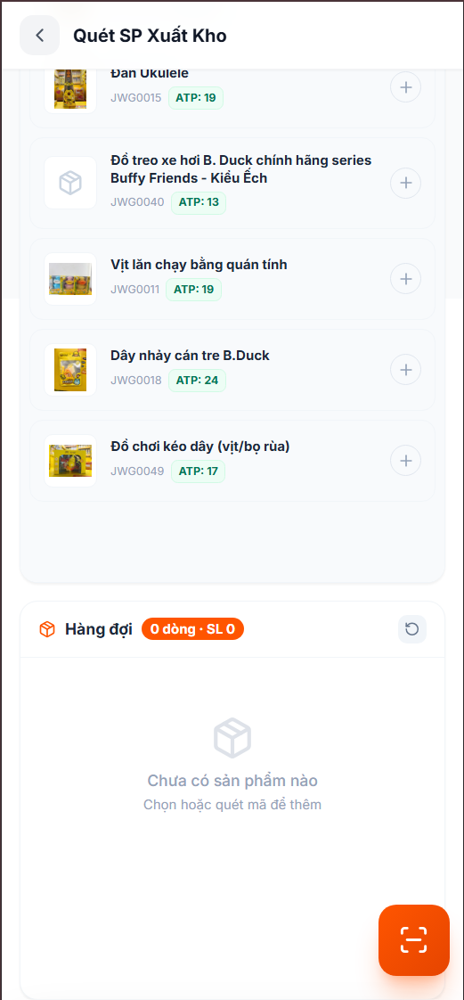 Quét SP Xuất Kho
Đàn Ukulele
JWG0015 ATP: 19
Đồ treo xe hơi B. Duck chính hãng series
Buffy Friends - Kiểu Ếch
JWG0040 ATP: 13
Vịt lăn chạy bằng quán tính
JWG0011 ATP: 19
Dây nhảy cán tre B.Duck
JWG0018 ATP: 24
Đồ chơi kéo dây (vịt/bọ rùa)
JWG0049 ATP: 17
Hàng đợi 0 dòng · SL 0
Chưa có sản phẩm nào
Chọn hoặc quét mã để thêm